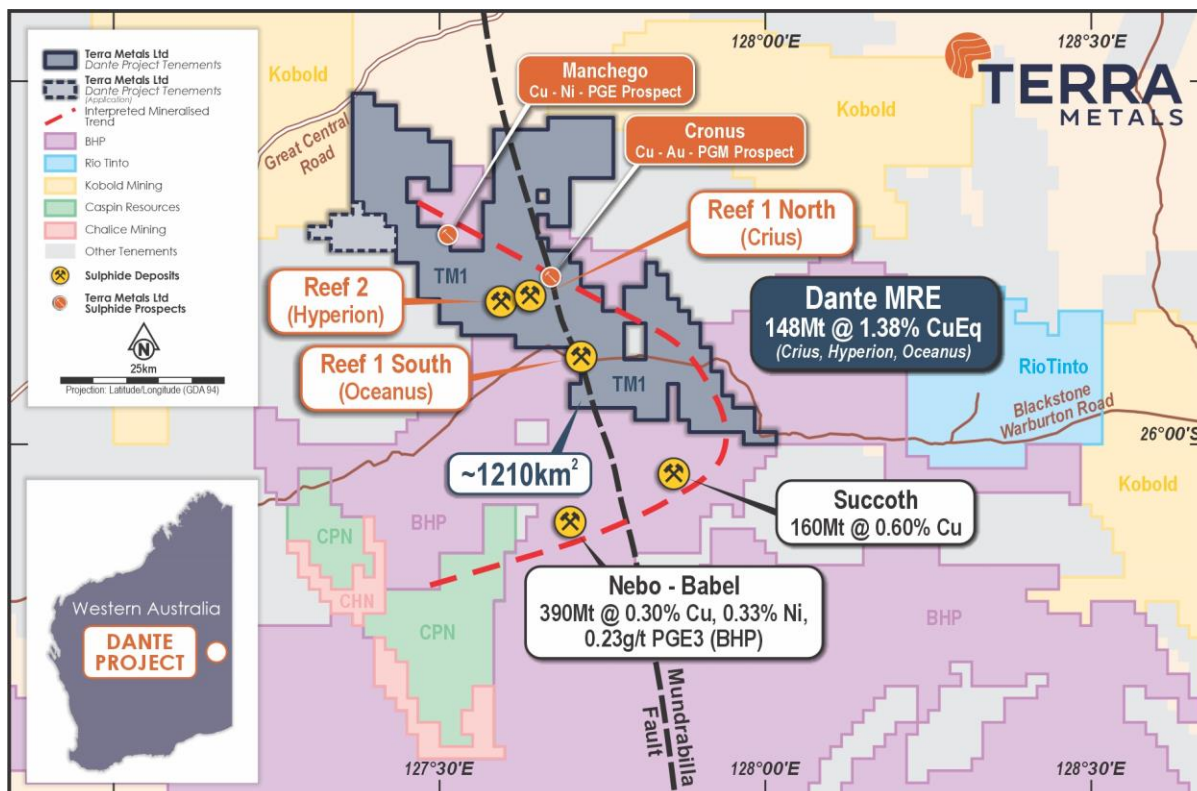 Terra Metals Ltd
Dante Project Tenements
Terra Metals Ltd
Dante Project Tenements
(Application)
Interpreted Mineralised
Trend
BHP
Rio Tinto
Kobold Mining
Caspin Resources
Chalice Mining
Other Tenements
Sulphide Deposits
Terra Metals Ltd
Sulphide Prospects
N
25km
Projection: Latitude/Longitude (GDA 94)
128°00'E
128°30'E
TERRA
METALS
Kobold
Kobold
Great Central
Road
Manchego
Cu - Ni - PGE Prospect
Cronus
Cu - Au - PGM Prospect
Reef 1 North
(Crius)
TM1
Reef 2
(Hyperion)
Dante MRE
148Mt @ 1.38% CuEq
(Crius, Hyperion, Oceanus)
Reef 1 South
(Oceanus)
TM1
RioTinto
Blackstone
Warburton Road
26°00'S
~1210km²
Succoth
160Mt @ 0.60% Cu
Kobold
CPN
BHP
CHN
CPN
Nebo - Babel
390Mt @ 0.30% Cu, 0.33% Ni,
0.23g/t PGE3 (BHP)
BHP
Western Australia
DANTE
PROJECT
Mundrabilla
Fault
127°30'E
128°00'E
128°30'E